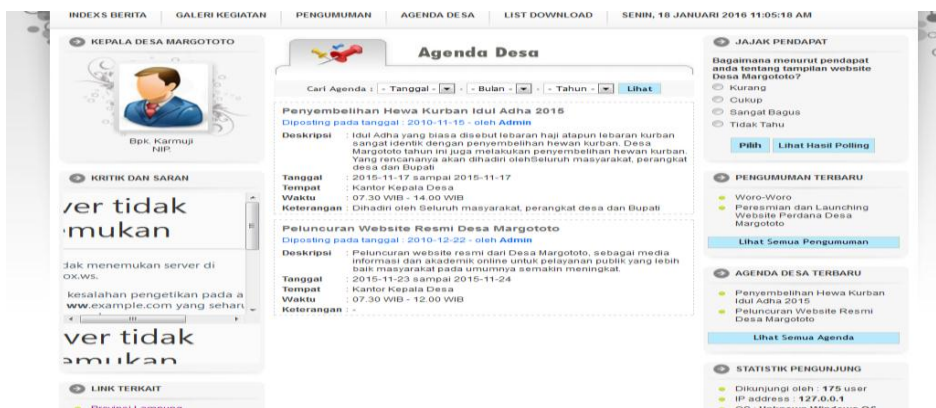 INDEXS BERITA GALERI KEGIATAN PENGUMUMAN AGENDA DESA LIST DOWNLOAD SENIN, 18 JANUARI 2016 11:05:18 AM
KEPALA DESA MARGOTOTO
Bpk. Karmuji
NIP.
KRITIK DAN SARAN
ver tidak
emukan
dak menemukan server di
ox.ws.
kesalahan pengetikan pada a
ww.example.com yang seharu
ver tidak
emukan
LINK TERKAIT
Provinsi Lampung
Agenda Desa
Cari Agenda : - Tanggal - - - Bulan - - - Tahun - Lihat
Penyembelihan Hewa Kurban Idul Adha 2015
Diposting pada tanggal : 2010-11-15 - oleh Admin
Deskripsi : Idul Adha yang biasa disebut lebaran haji atapun lebaran kurban
sangat identik dengan penyembelihan hewan kurban. Desa
Margototo tahun ini juga melakukan penyembelihan hewan kurban.
Yang rencananya akan dihadiri olehSeluruh masyarakat, perangkat
desa dan Bupati
Tanggal : 2015-11-17 sampai 2015-11-17
Tempat : Kantor Kepala Desa
Waktu : 07.30 WIB - 14.00 WIB
Keterangan : Dihadiri oleh Seluruh masyarakat, perangkat desa dan Bupati
Peluncuran Website Resmi Desa Margototo
Diposting pada tanggal : 2010-12-22 - oleh Admin
Deskripsi : Peluncuran website resmi dari Desa Margototo, sebagai media
informasi dan akademik online untuk pelayanan publik yang lebih
baik masyarakat pada umumnya semakin meningkat.
Tanggal : 2015-11-23 sampai 2015-11-24
Tempat : Kantor Kepala Desa
Waktu : 07.30 WIB - 12.00 WIB
Keterangan : -
JAJAK PENDAPAT
Bagaimana menurut pendapat
anda tentang tampilan website
Desa Margototo?
Kurang
Cukup
Sangat Bagus
Tidak Tahu
Pilih Lihat Hasil Polling
PENGUMUMAN TERBARU
Woro-Woro
Peresmian dan Launching
Website Perdana Desa
Margototo
Lihat Semua Pengumuman
AGENDA DESA TERBARU
Penyembelihan Hewa Kurban
Idul Adha 2015
Peluncuran Website Resmi
Desa Margototo
Lihat Semua Agenda
STATISTIK PENGUNJUNG
Dikunjungi oleh : 175 user
IP address : 127.0.0.1
OS : Unknown Windows OS